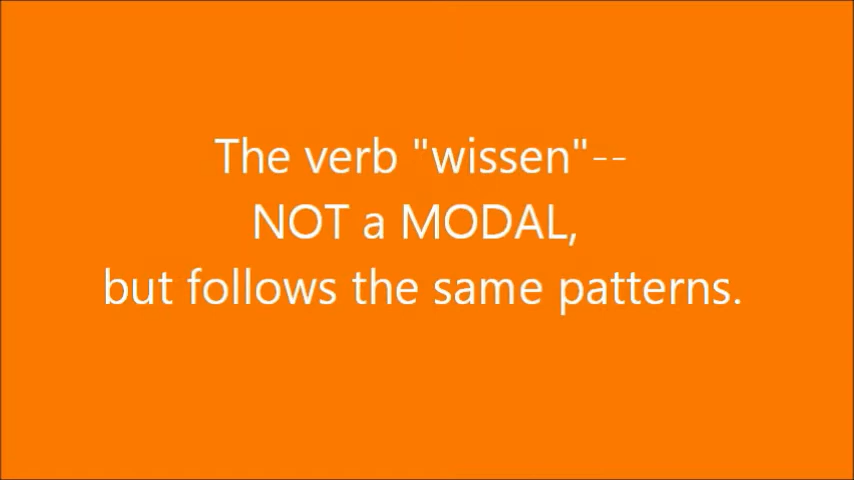 The verb "wissen"--
NOT a MODAL,
but follows the same patterns.